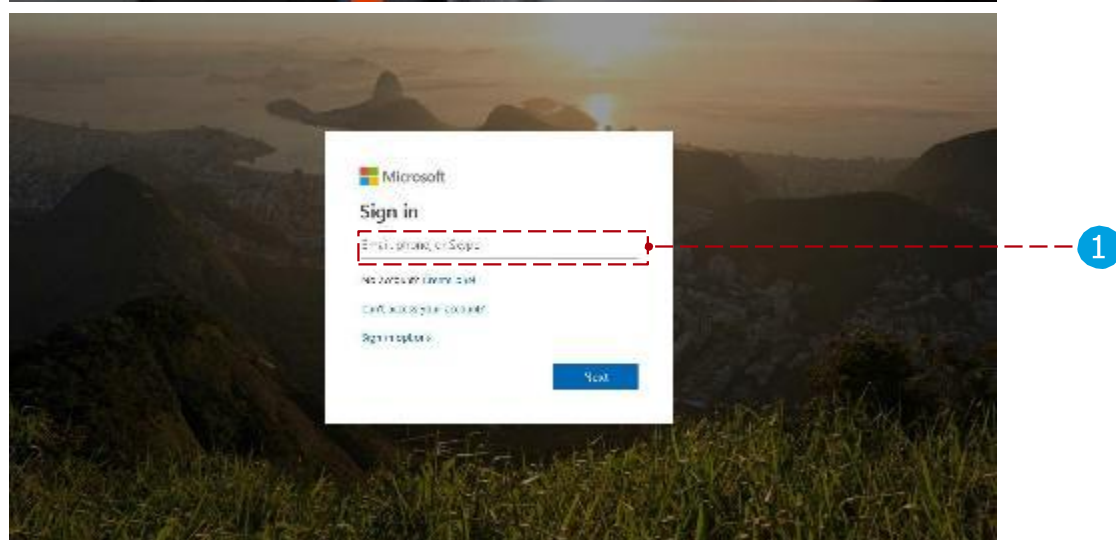 Microsoft
Sign in
Email, phone, or Skype
1
No account? Create one!
Can't access your account?
Sign-in options
Next